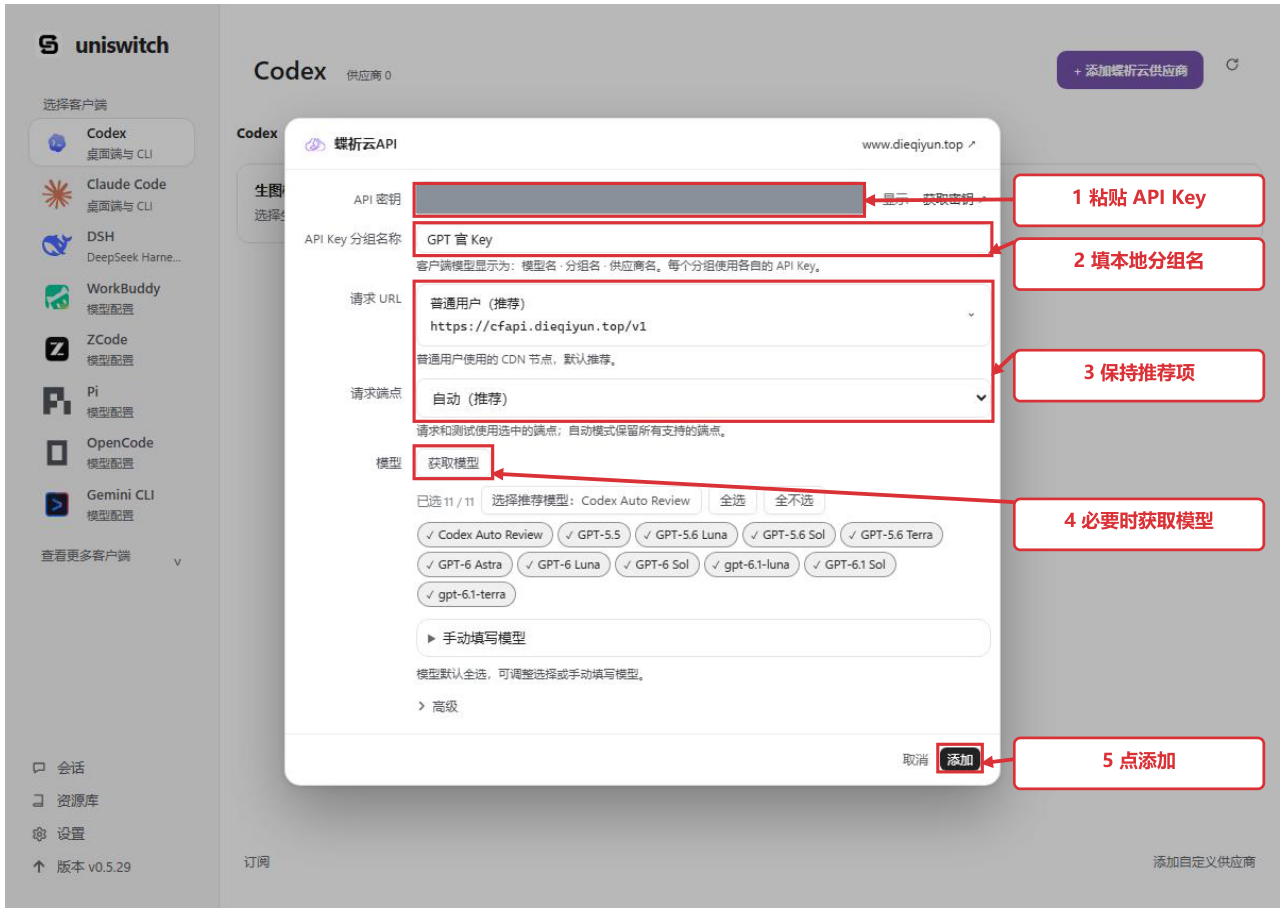 uniswitch
选择客户端
Codex
桌面端与 CLI
Claude Code
桌面端与 CLI
DSH
DeepSeek Harne...
WorkBuddy
模型配置
ZCode
模型配置
Pi
模型配置
OpenCode
模型配置
Gemini CLI
模型配置
查看更多客户端
会话
资源库
设置
版本 v0.5.29
Codex 供应商 0
+ 添加蝶祈云供应商
Codex
生图
选择
蝶祈云API
www.dieqiyun.top ↗
API 密钥
显示 获取密钥
1 粘贴 API Key
API Key 分组名称
GPT 官 Key
客户端模型显示为：模型名 · 分组名 · 供应商名。每个分组使用各自的 API Key。
2 填本地分组名
请求 URL
普通用户（推荐）
https://cfapi.dieqiyun.top/v1
普通用户使用的 CDN 节点，默认推荐。
3 保持推荐项
请求端点
自动（推荐）
请求和测试使用选中的端点；自动模式保留所有支持的端点。
模型
获取模型
4 必要时获取模型
已选 11 / 11 选择推荐模型：Codex Auto Review 全选 全不选
✓ Codex Auto Review ✓ GPT-5.5 ✓ GPT-5.6 Luna ✓ GPT-5.6 Sol ✓ GPT-5.6 Terra
✓ GPT-6 Astra ✓ GPT-6 Luna ✓ GPT-6 Sol ✓ gpt-6.1-luna ✓ GPT-6.1 Sol
✓ gpt-6.1-terra
▶ 手动填写模型
模型默认全选，可调整选择或手动填写模型。
> 高级
取消 添加
5 点添加
订阅
添加自定义供应商